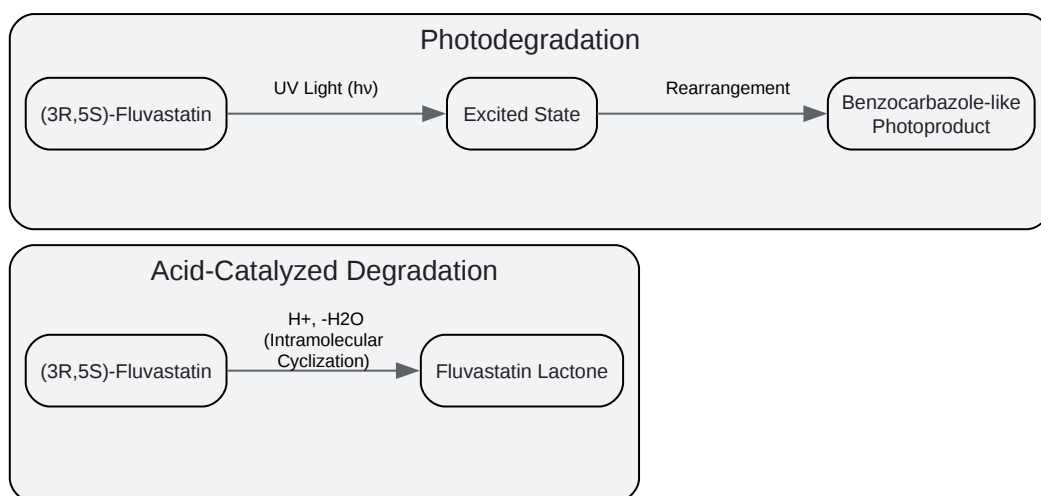 Photodegradation
(3R,5S)-Fluvastatin
UV Light (hν)
Excited State
Rearrangement
Benzocarbazole-like
Photoproduct
Acid-Catalyzed Degradation
(3R,5S)-Fluvastatin
H+, -H2O
(Intramolecular
Cyclization)
Fluvastatin Lactone